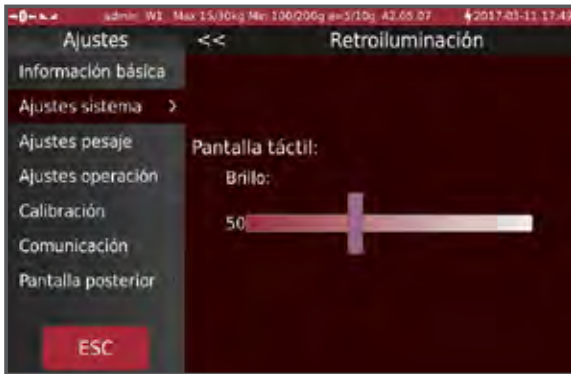 admin W1 Max 15/30kg Min 100/200g e=5/10g A2.05.07 2017-03-11 17:49
Ajustes << Retroiluminación
Información básica
Ajustes sistema >
Ajustes pesaje
Pantalla táctil:
Ajustes operación
Brillo:
Calibración
50
Comunicación
Pantalla posterior
ESC